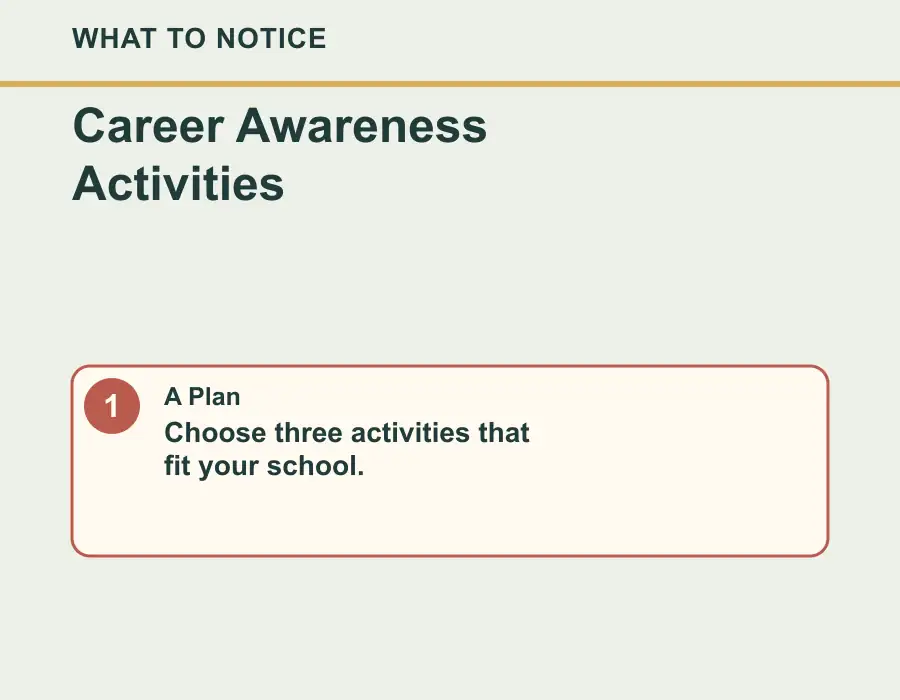 WHAT TO NOTICE
Career Awareness
Activities
1
A Plan
Choose three activities that
fit your school.